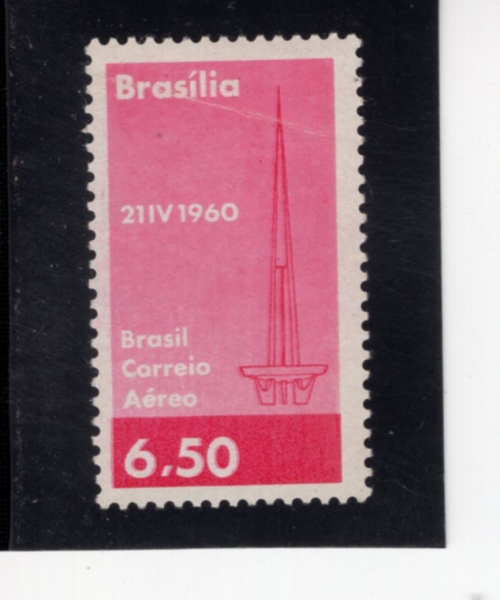 Brasília
21 IV 1960
Brasil
Correio
Aéreo
6,50